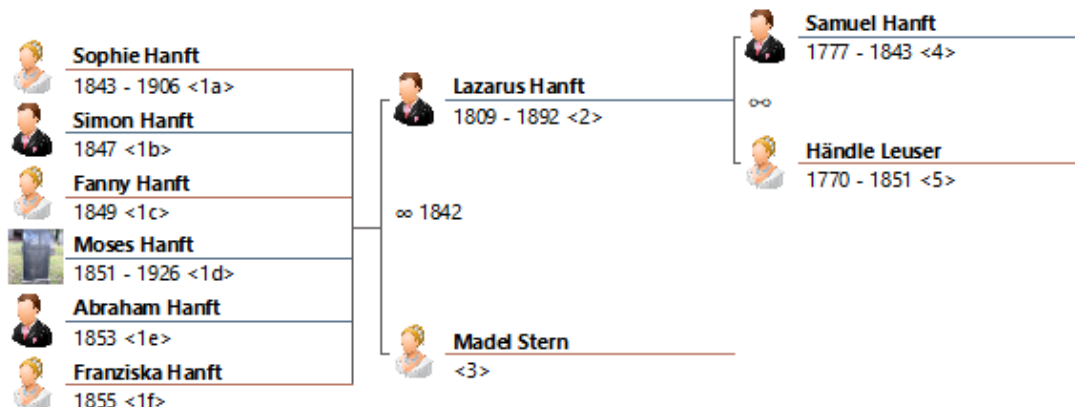 Sophie Hanft
1843 - 1906 <1a>
Simon Hanft
1847 <1b>
Fanny Hanft
1849 <1c>
Moses Hanft
1851 - 1926 <1d>
Abraham Hanft
1853 <1e>
Franziska Hanft
1855 <1f>
Lazarus Hanft
1809 - 1892 <2>
∞ 1842
Madel Stern
<3>
Samuel Hanft
1777 - 1843 <4>
⚯
Händle Leuser
1770 - 1851 <5>